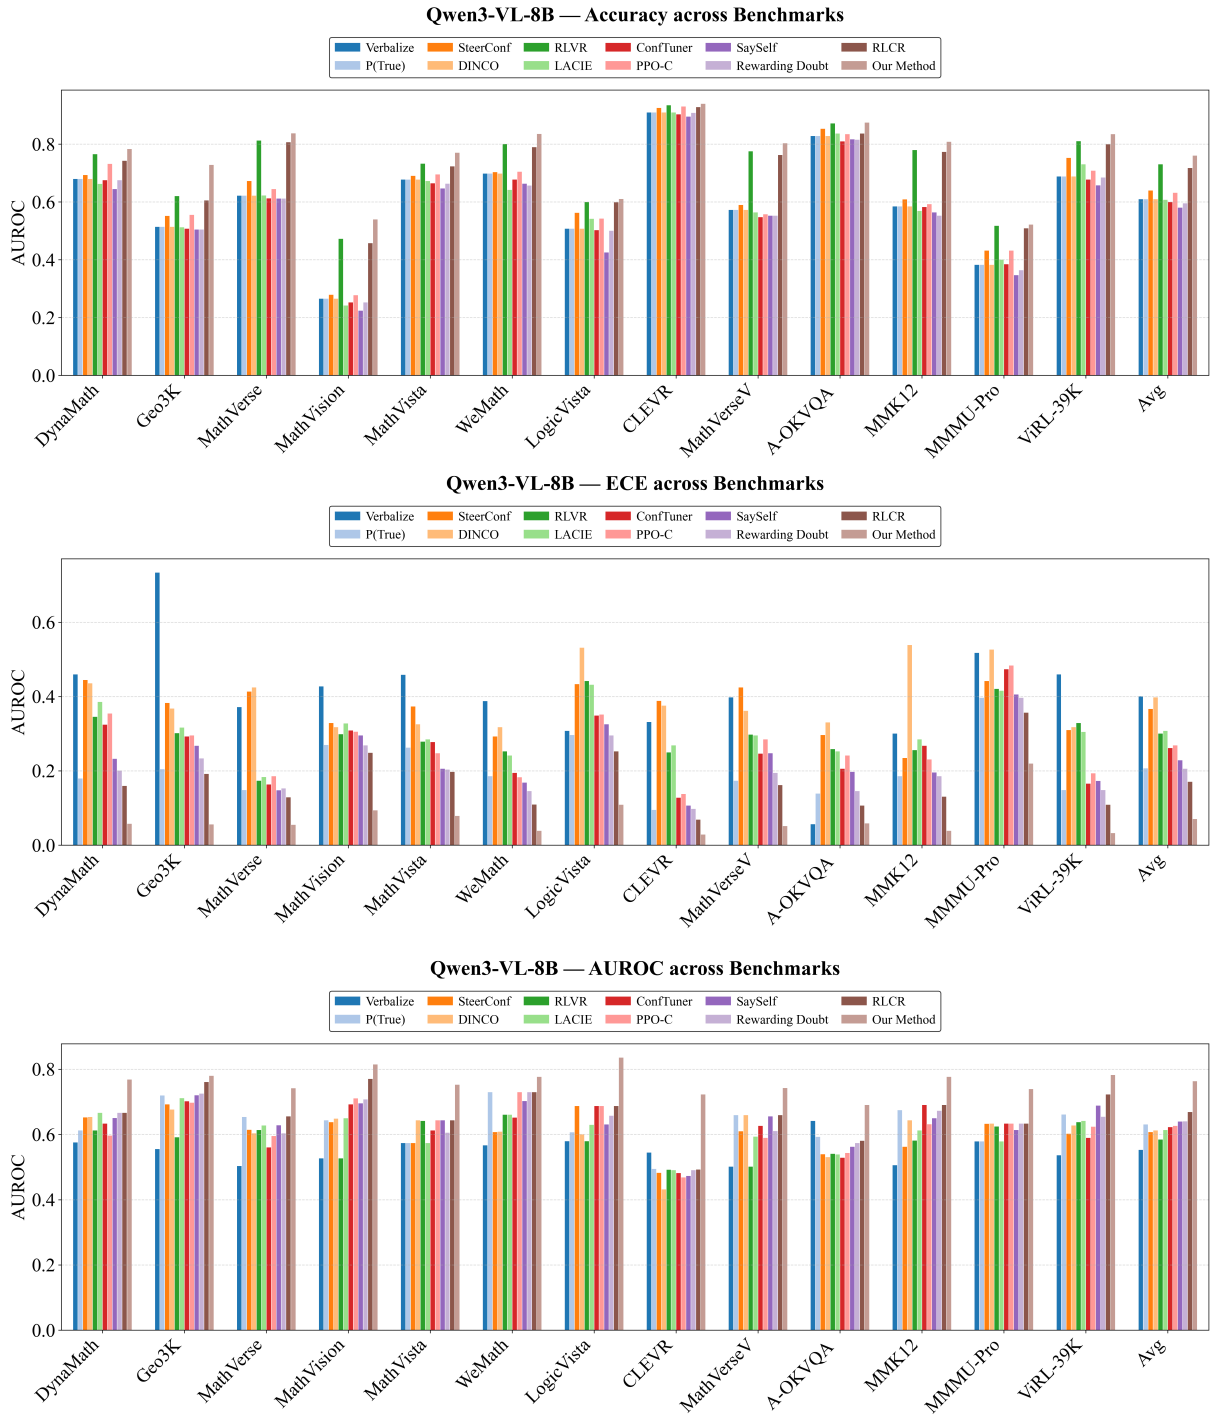 Qwen3-VL-8B — Accuracy across Benchmarks
Verbalize SteerConf RLVR ConfTuner SaySelf RLCR
P(True) DINCO LACIE PPO-C Rewarding Doubt Our Method
AUROC
0.8
0.6
0.4
0.2
0.0
DynaMath Geo3K MathVerse MathVision MathVista WeMath LogicVista CLEVR MathVerseV A-OKVQA MMK12 MMMU-Pro ViRL-39K Avg
Qwen3-VL-8B — ECE across Benchmarks
Verbalize SteerConf RLVR ConfTuner SaySelf RLCR
P(True) DINCO LACIE PPO-C Rewarding Doubt Our Method
AUROC
0.6
0.4
0.2
0.0
DynaMath Geo3K MathVerse MathVision MathVista WeMath LogicVista CLEVR MathVerseV A-OKVQA MMK12 MMMU-Pro ViRL-39K Avg
Qwen3-VL-8B — AUROC across Benchmarks
Verbalize SteerConf RLVR ConfTuner SaySelf RLCR
P(True) DINCO LACIE PPO-C Rewarding Doubt Our Method
AUROC
0.8
0.6
0.4
0.2
0.0
DynaMath Geo3K MathVerse MathVision MathVista WeMath LogicVista CLEVR MathVerseV A-OKVQA MMK12 MMMU-Pro ViRL-39K Avg